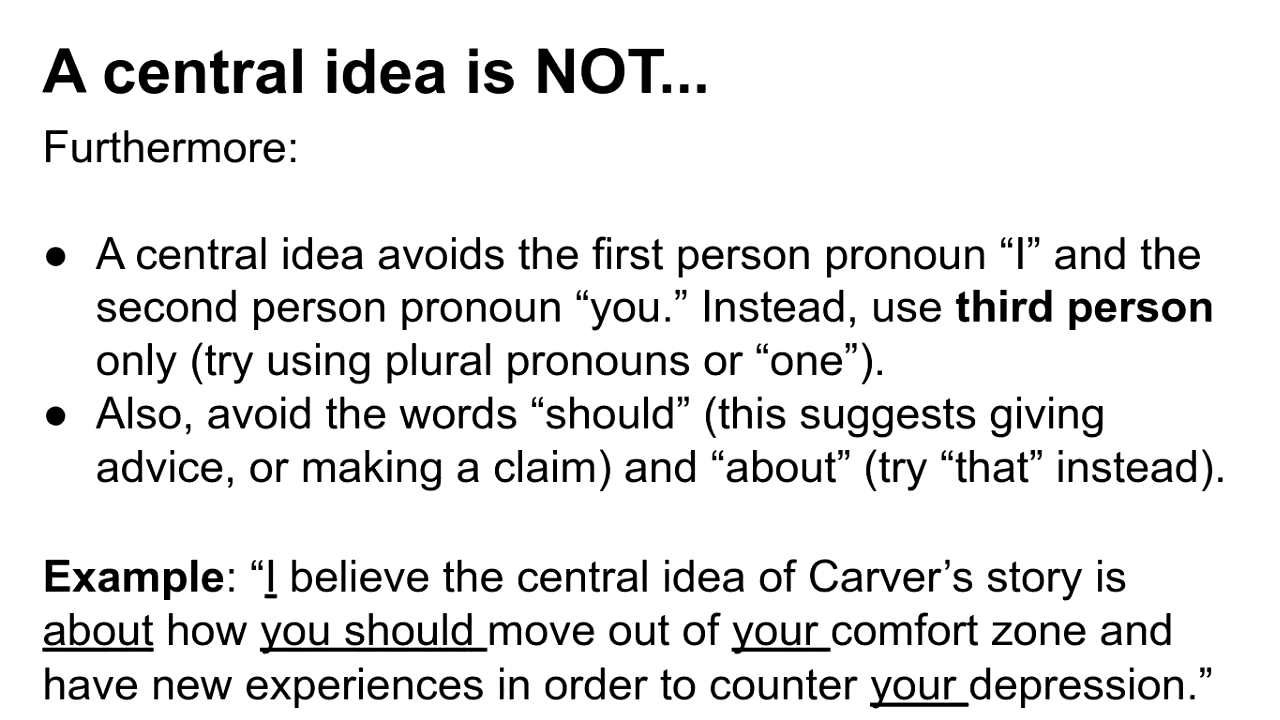 A central idea is NOT...
Furthermore:
● A central idea avoids the first person pronoun “I” and the
second person pronoun “you.” Instead, use third person
only (try using plural pronouns or “one”).
● Also, avoid the words “should” (this suggests giving
advice, or making a claim) and “about” (try “that” instead).
Example: “I believe the central idea of Carver’s story is
about how you should move out of your comfort zone and
have new experiences in order to counter your depression.”